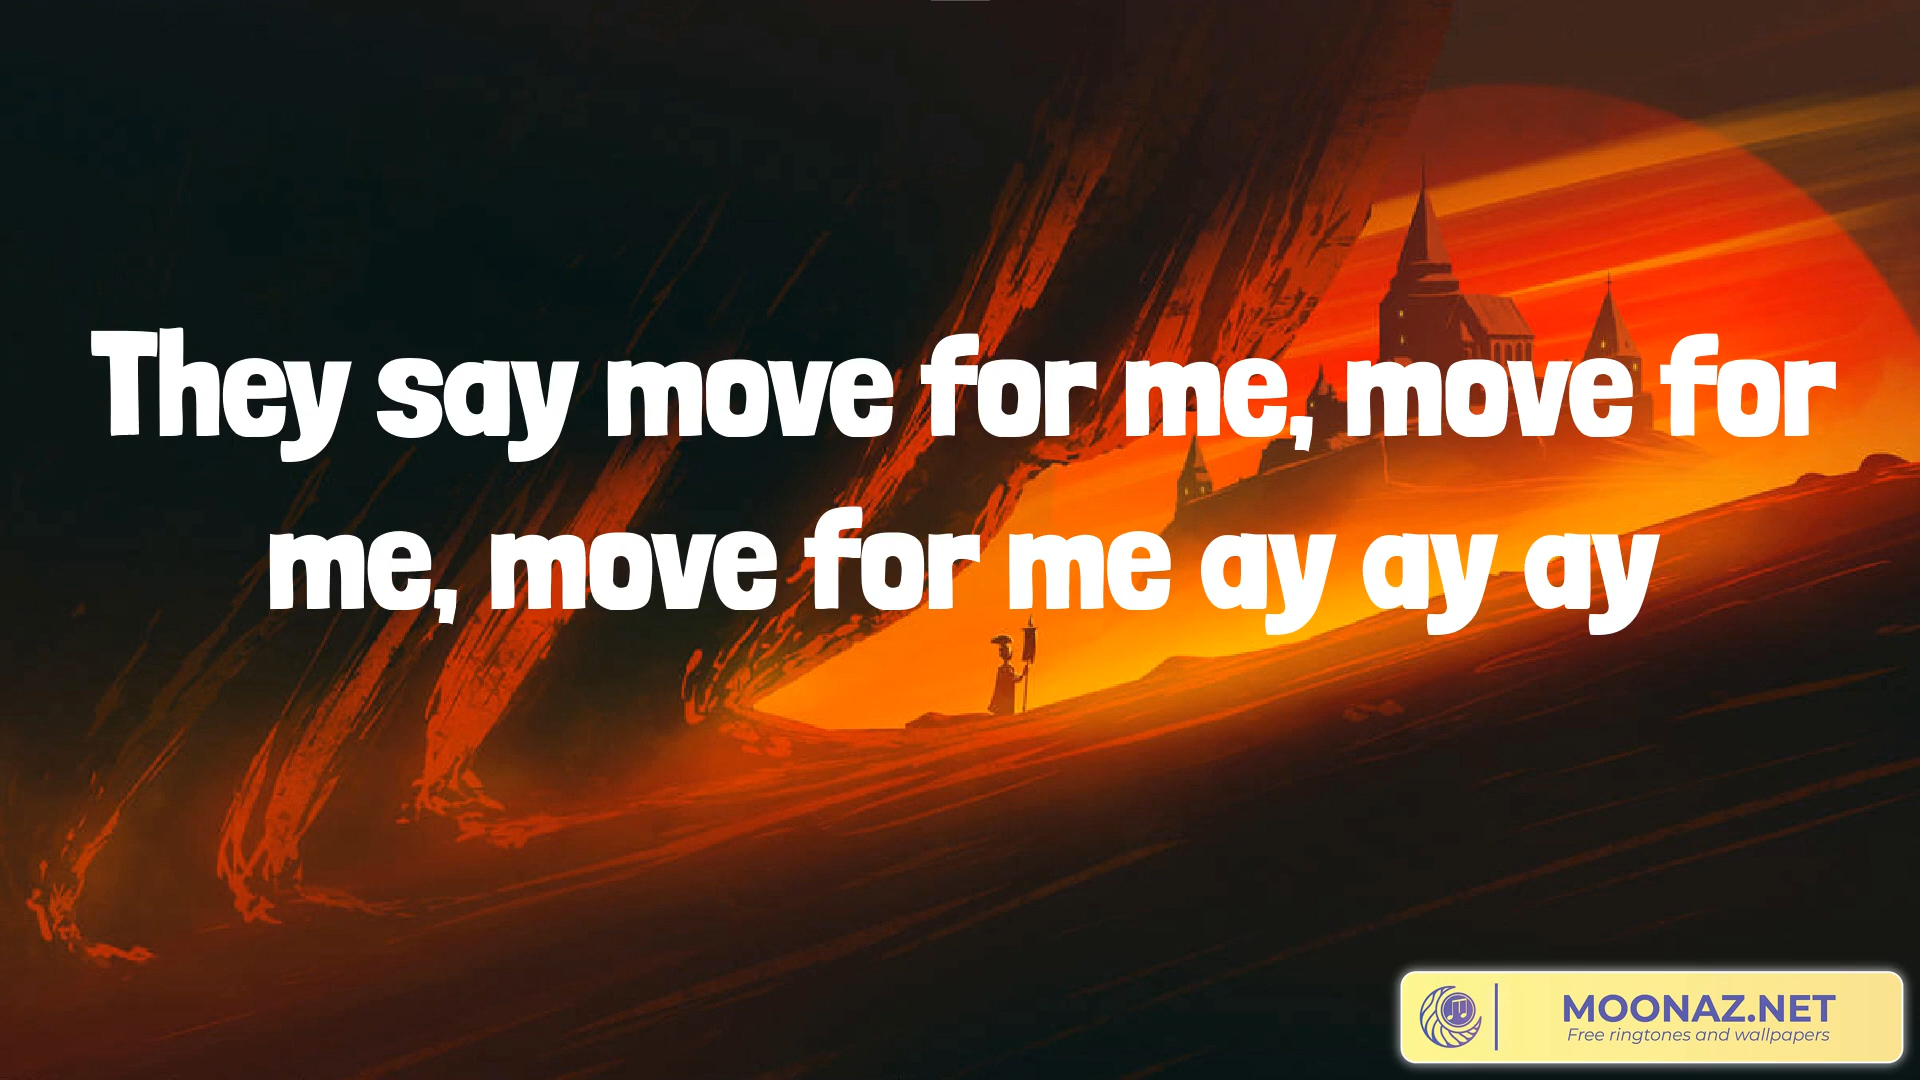 They say move for me, move for
me, move for me ay ay ay
MOONAZ.NET
Free ringtones and wallpapers